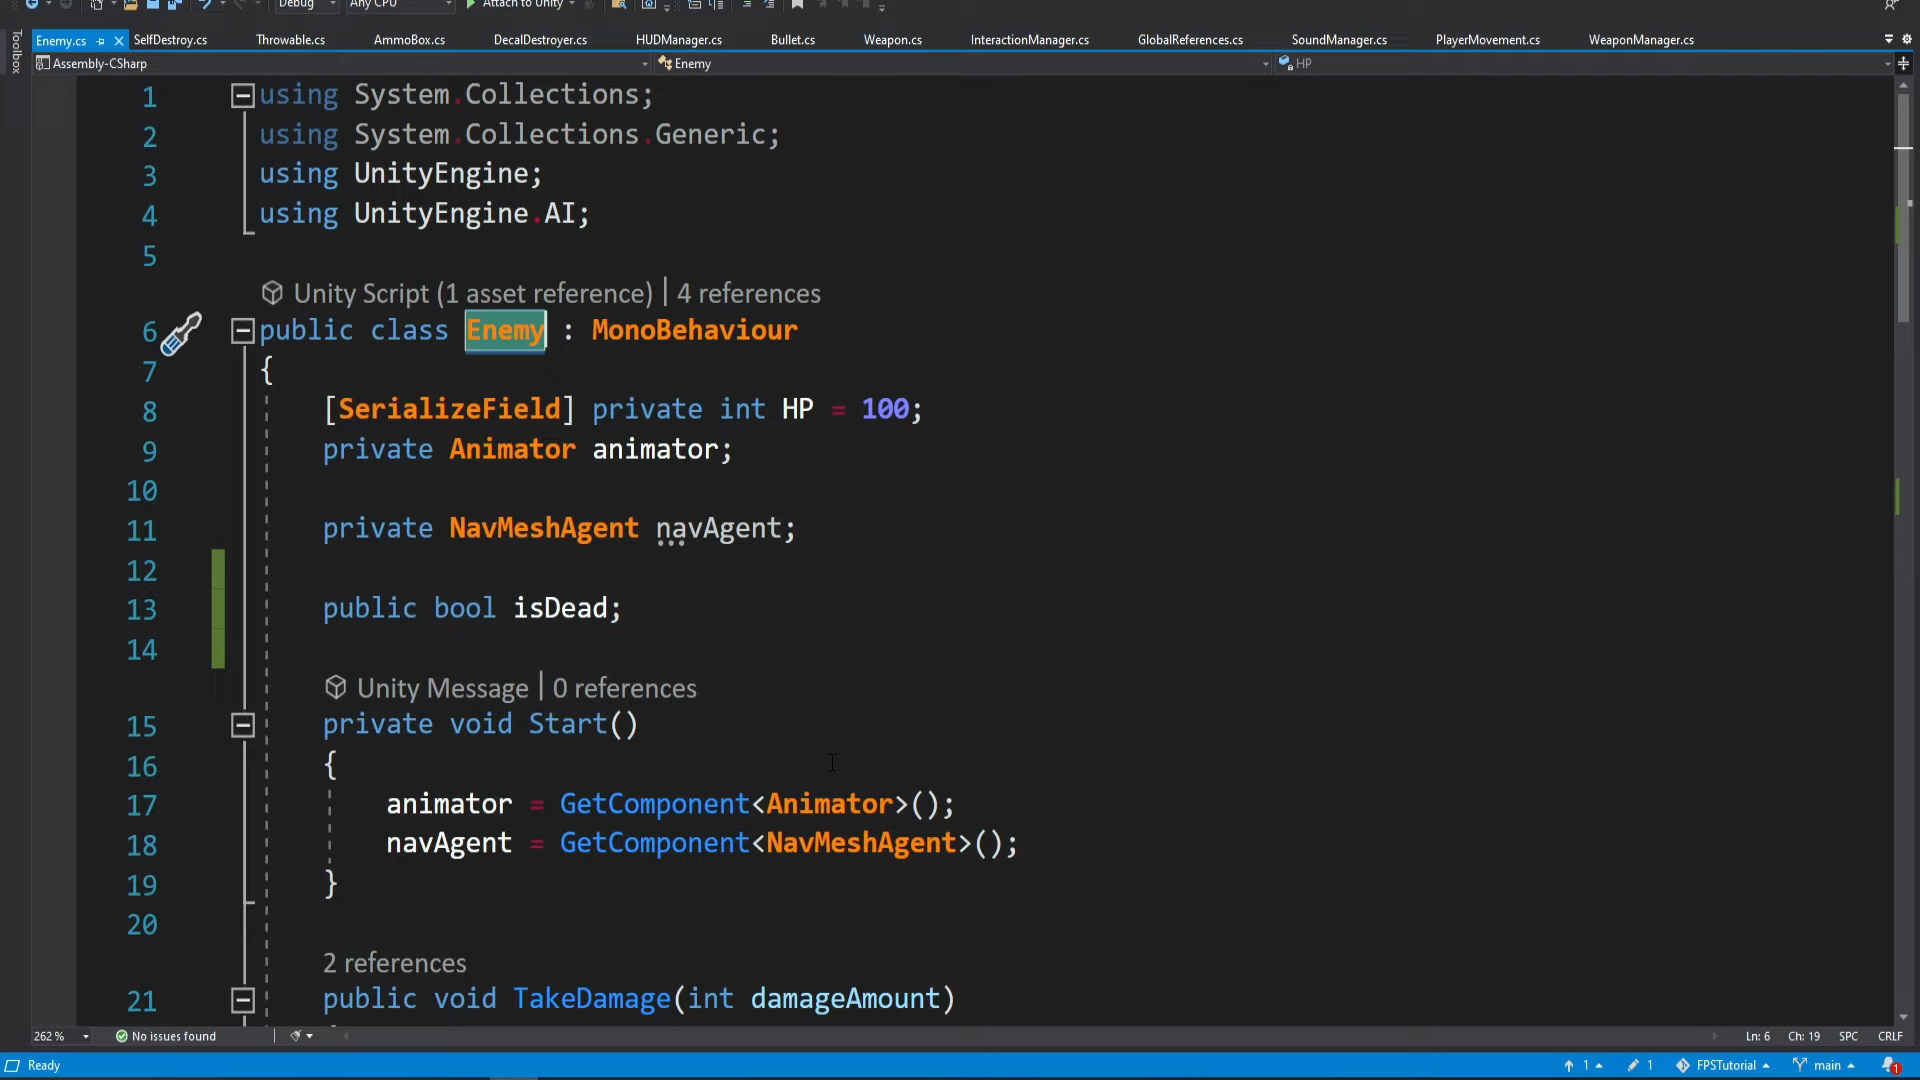 Debug Any CPU Attach to Unity
Toolbox
Enemy.cs SelfDestroy.cs Throwable.cs AmmoBox.cs DecalDestroyer.cs HUDManager.cs Bullet.cs Weapon.cs InteractionManager.cs GlobalReferences.cs SoundManager.cs PlayerMovement.cs WeaponManager.cs
Assembly-CSharp Enemy HP
1 using System.Collections;
2 using System.Collections.Generic;
3 using UnityEngine;
4 using UnityEngine.AI;
5
Unity Script (1 asset reference) | 4 references
6 public class Enemy : MonoBehaviour
7 {
8 [SerializeField] private int HP = 100;
9 private Animator animator;
10
11 private NavMeshAgent navAgent;
12
13 public bool isDead;
14
Unity Message | 0 references
15 private void Start()
16 {
17 animator = GetComponent<Animator>();
18 navAgent = GetComponent<NavMeshAgent>();
19 }
20
2 references
21 public void TakeDamage(int damageAmount)
262 % No issues found Ln: 6 Ch: 19 SPC CRLF
Ready 1 1 FPSTutorial main 1